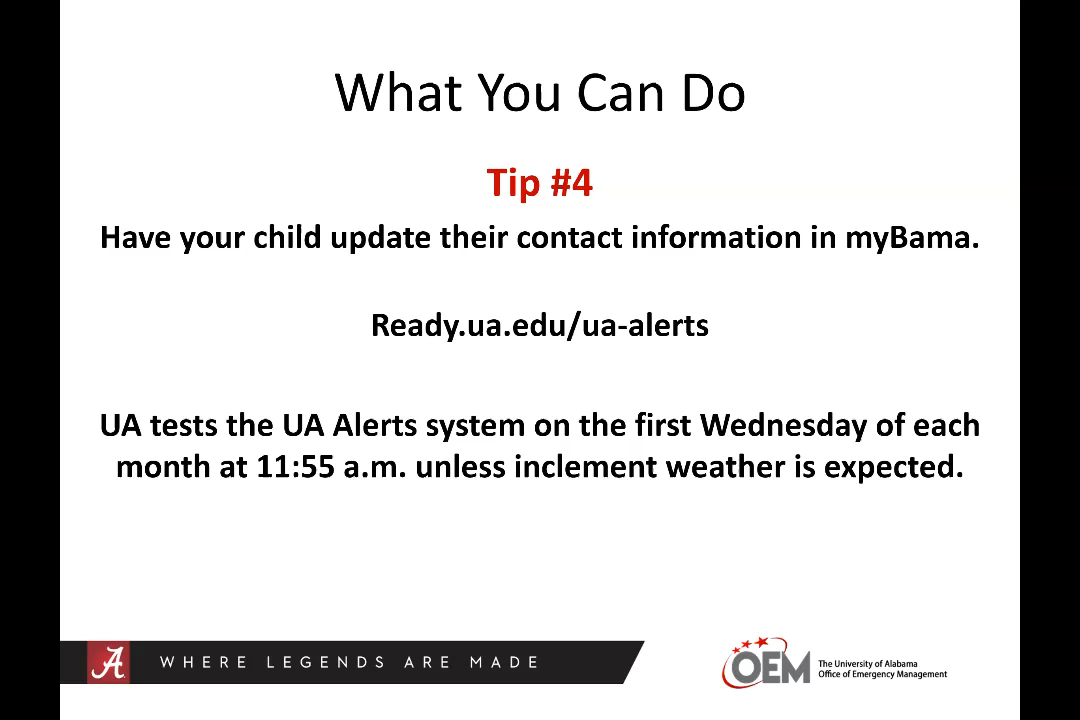 What You Can Do
Tip #4
Have your child update their contact information in myBama.
Ready.ua.edu/ua-alerts
UA tests the UA Alerts system on the first Wednesday of each
month at 11:55 a.m. unless inclement weather is expected.
A WHERE LEGENDS ARE MADE
OEM
The University of Alabama
Office of Emergency Management